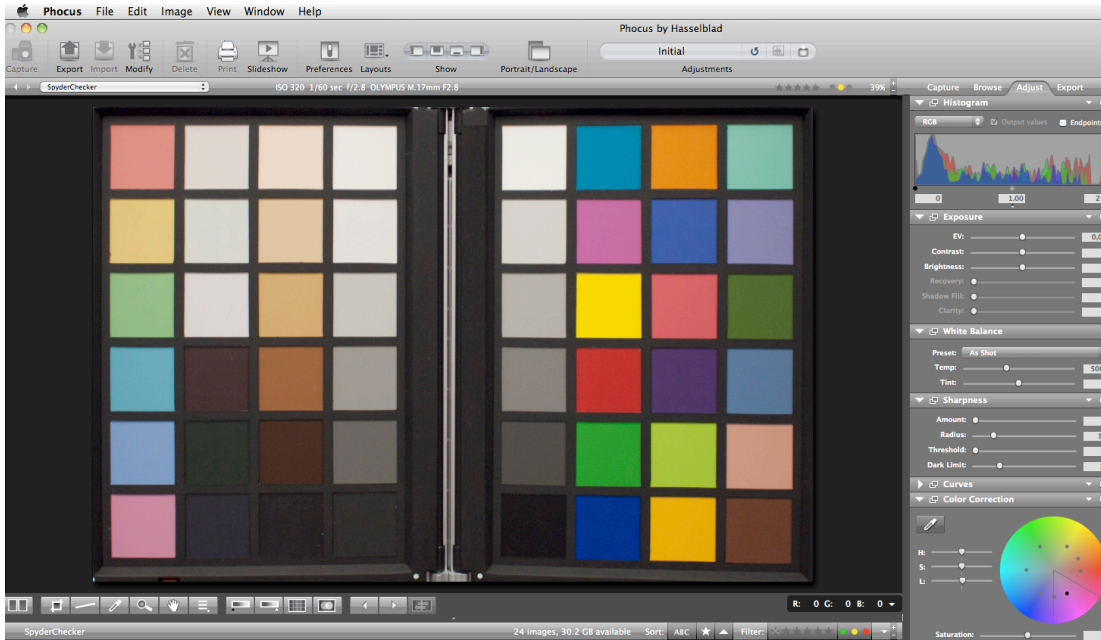 Phocus File Edit Image View Window Help
Phocus by Hasselblad
Initial
Capture Export Import Modify Delete Print Slideshow Preferences Layouts Show Portrait/Landscape Adjustments
SpyderChecker ISO 320 1/60 sec f/2.8 OLYMPUS M.17mm F2.8 39%
Capture Browse Adjust Export
Histogram
RGB Output values Endpoints
0 1.00
Exposure
EV:
Contrast:
Brightness:
Recovery:
Shadow Fill:
Clarity:
White Balance
Preset: As Shot
Temp:
Tint:
Sharpness
Amount:
Radius:
Threshold:
Dark Limit:
Curves
Color Correction
H:
S:
L:
R: 0 G: 0 B: 0
SpyderChecker 24 images, 30.2 GB available Sort: ABC Filter:
Saturation: